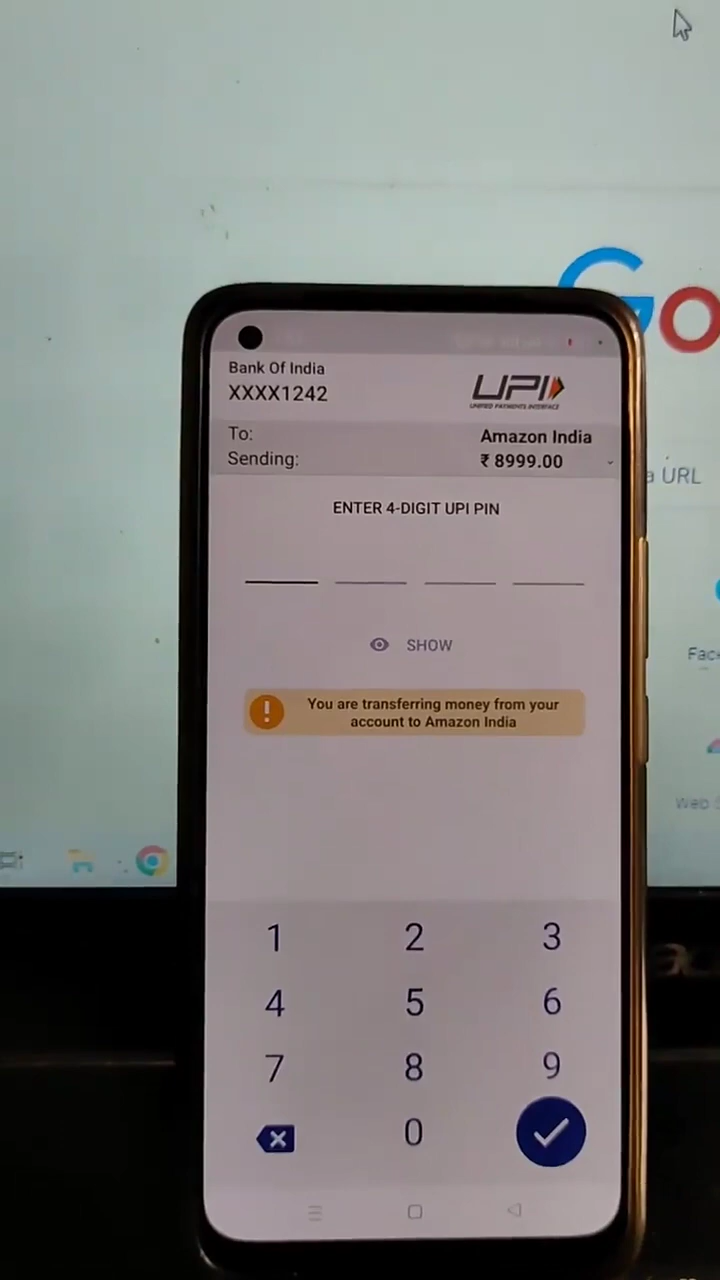 Go
a URL
Bank Of India
XXXX1242
UPI
UNIFIED PAYMENTS INTERFACE
To: Amazon India
Sending: ₹ 8999.00
ENTER 4-DIGIT UPI PIN
SHOW
You are transferring money from your
account to Amazon India
Fac
Web S
1 2 3
4 5 6
7 8 9
0